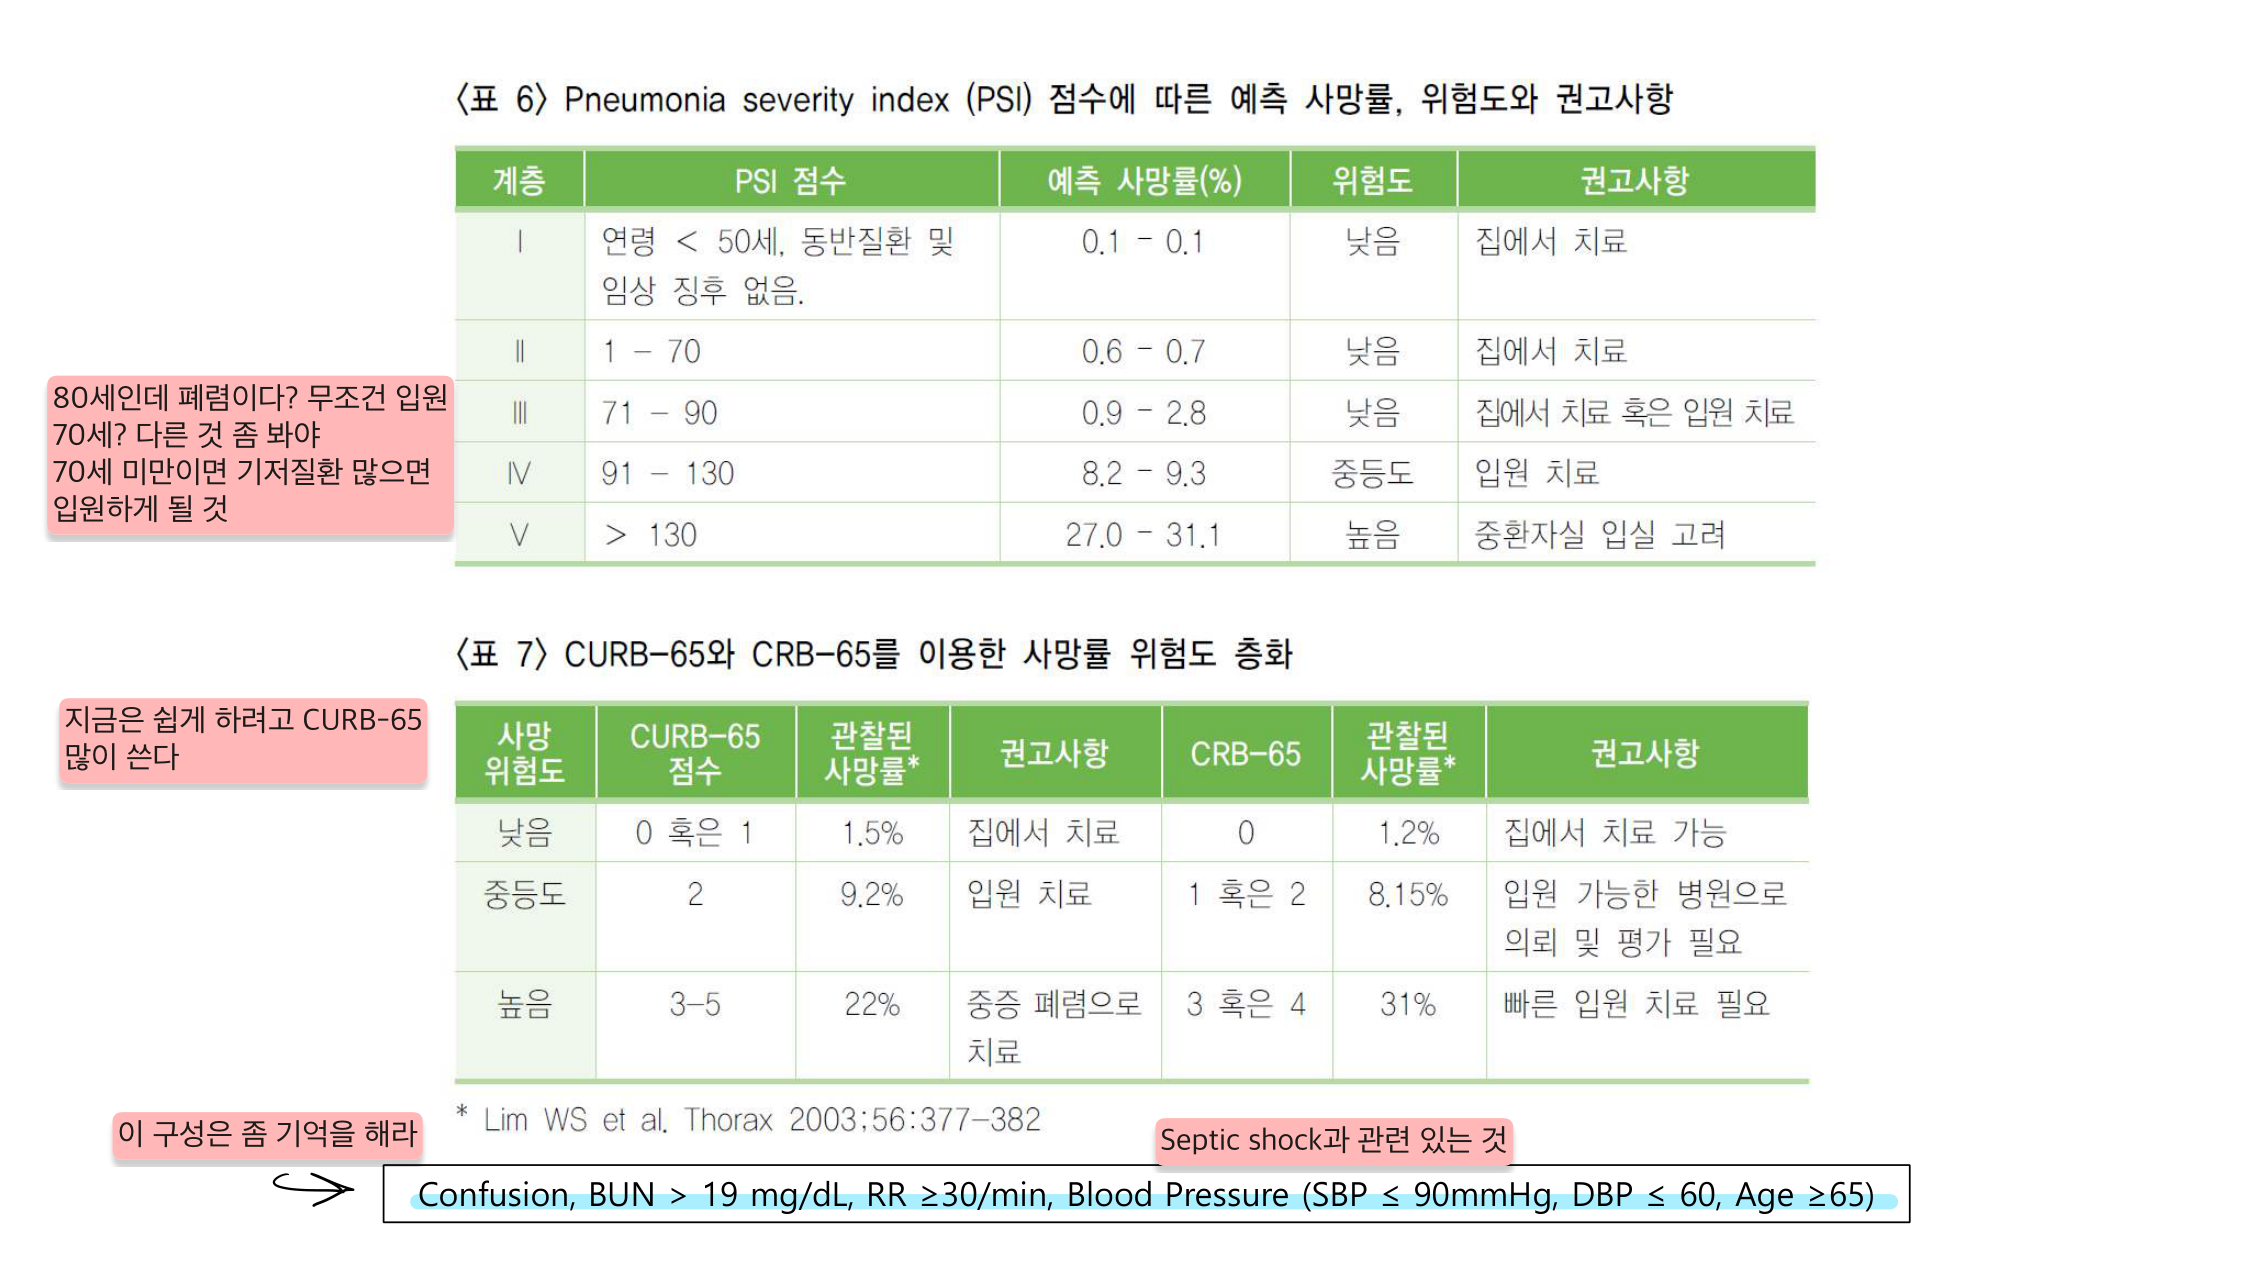 〈표 6〉 Pneumonia severity index (PSI) 점수에 따른 예측 사망률, 위험도와 권고사항
계층 PSI 점수 예측 사망률(%) 위험도 권고사항
Ⅰ 연령 < 50세, 동반질환 및 0.1 - 0.1 낮음 집에서 치료
임상 징후 없음.
Ⅱ 1 - 70 0.6 - 0.7 낮음 집에서 치료
Ⅲ 71 - 90 0.9 - 2.8 낮음 집에서 치료 혹은 입원 치료
Ⅳ 91 - 130 8.2 - 9.3 중등도 입원 치료
Ⅴ > 130 27.0 - 31.1 높음 중환자실 입실 고려
80세인데 폐렴이다? 무조건 입원
70세? 다른 것 좀 봐야
70세 미만이면 기저질환 많으면
입원하게 될 것
〈표 7〉 CURB-65와 CRB-65를 이용한 사망률 위험도 층화
지금은 쉽게 하려고 CURB-65
많이 쓴다
사망 CURB-65 관찰된 권고사항 CRB-65 관찰된 권고사항
위험도 점수 사망률* 사망률*
낮음 0 혹은 1 1.5% 집에서 치료 0 1.2% 집에서 치료 가능
중등도 2 9.2% 입원 치료 1 혹은 2 8.15% 입원 가능한 병원으로
의뢰 및 평가 필요
높음 3-5 22% 중증 폐렴으로 3 혹은 4 31% 빠른 입원 치료 필요
치료
* Lim WS et al. Thorax 2003;56:377-382
이 구성은 좀 기억을 해라
Septic shock과 관련 있는 것
Confusion, BUN > 19 mg/dL, RR ≥30/min, Blood Pressure (SBP ≤ 90mmHg, DBP ≤ 60, Age ≥65)